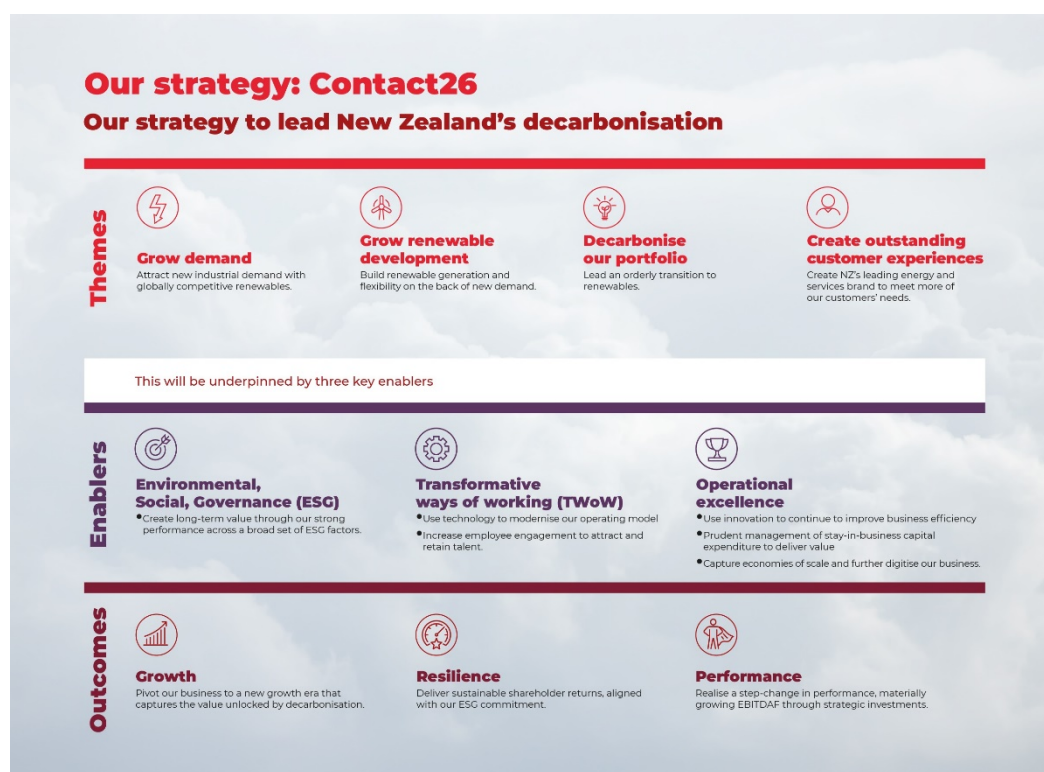 Our strategy: Contact26
Our strategy to lead New Zealand's decarbonisation
Themes
Grow demand
Attract new industrial demand with
globally competitive renewables.
Grow renewable
development
Build renewable generation and
flexibility on the back of new demand.
Decarbonise
our portfolio
Lead an orderly transition to
renewables.
Create outstanding
customer experiences
Create NZ's leading energy and
services brand to meet more of
our customers' needs.
This will be underpinned by three key enablers
Enablers
Environmental,
Social, Governance (ESG)
•Create long-term value through our strong
performance across a broad set of ESG factors.
Transformative
ways of working (TWoW)
•Use technology to modernise our operating model
•Increase employee engagement to attract and
retain talent.
Operational
excellence
•Use innovation to continue to improve business efficiency
•Prudent management of stay-in-business capital
expenditure to deliver value
•Capture economies of scale and further digitise our business.
Outcomes
Growth
Pivot our business to a new growth era that
captures the value unlocked by decarbonisation.
Resilience
Deliver sustainable shareholder returns, aligned
with our ESG commitment.
Performance
Realise a step-change in performance, materially
growing EBITDAF through strategic investments.